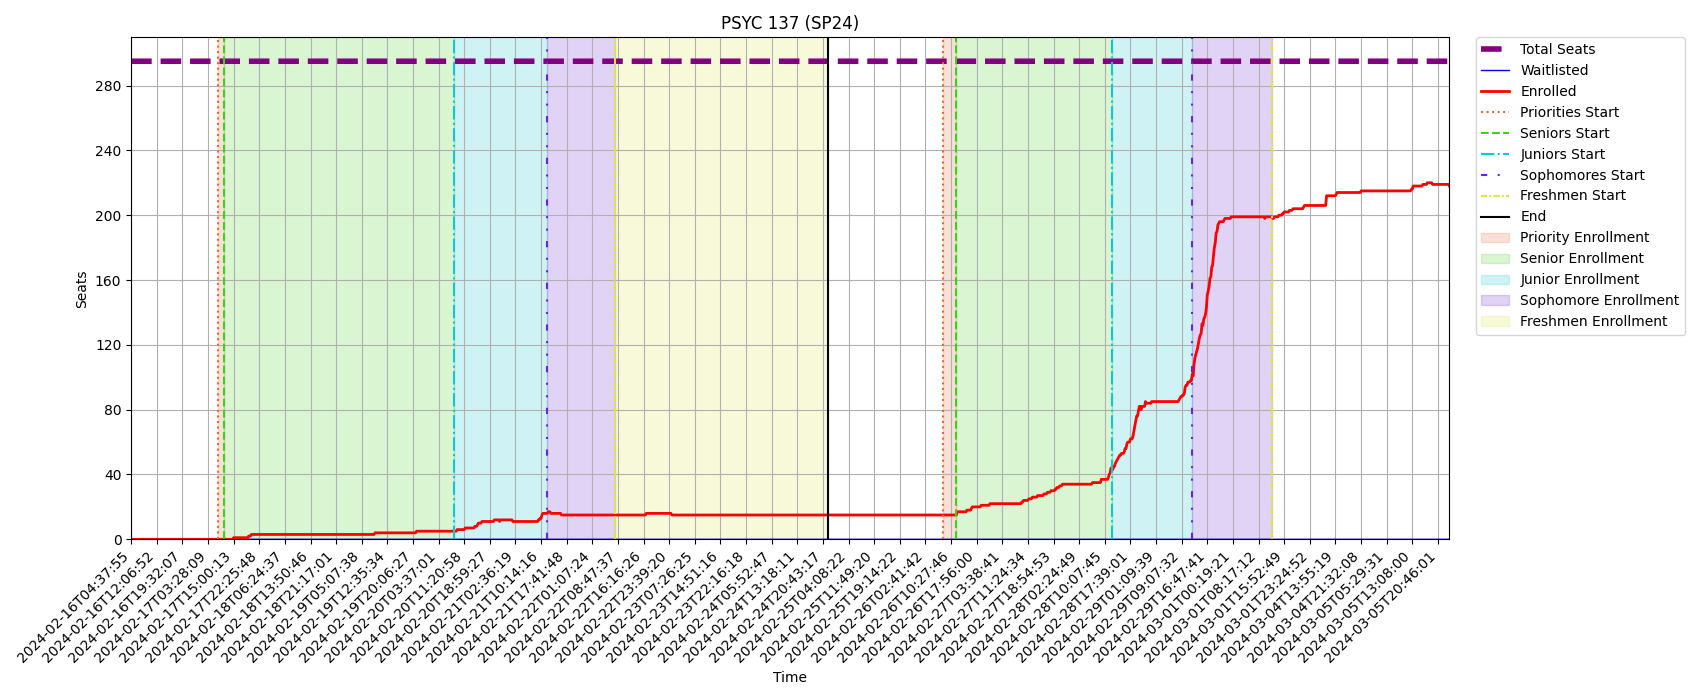 PSYC 137 (SP24)
Total Seats
Waitlisted
Enrolled
Priorities Start
Seniors Start
Juniors Start
Sophomores Start
Freshmen Start
End
Priority Enrollment
Senior Enrollment
Junior Enrollment
Sophomore Enrollment
Freshmen Enrollment
Seats
280
240
200
160
120
80
40
0
2024-02-16T04:37:55
2024-02-16T12:06:52
2024-02-16T19:32:07
2024-02-17T03:28:09
2024-02-17T15:00:13
2024-02-17T22:25:48
2024-02-18T06:24:37
2024-02-18T13:50:46
2024-02-18T21:17:01
2024-02-19T05:07:38
2024-02-19T12:35:34
2024-02-19T20:06:27
2024-02-20T03:37:01
2024-02-20T11:20:58
2024-02-20T18:59:27
2024-02-21T02:36:19
2024-02-21T10:14:16
2024-02-21T17:41:48
2024-02-22T01:07:24
2024-02-22T08:47:37
2024-02-22T16:16:26
2024-02-22T23:39:20
2024-02-23T07:26:25
2024-02-23T14:51:16
2024-02-23T22:16:18
2024-02-24T05:52:47
2024-02-24T13:18:11
2024-02-24T20:43:17
2024-02-25T04:08:22
2024-02-25T11:49:20
2024-02-25T19:14:22
2024-02-26T02:41:42
2024-02-26T10:27:46
2024-02-26T17:56:00
2024-02-27T03:38:41
2024-02-27T11:24:34
2024-02-27T18:54:53
2024-02-28T02:24:49
2024-02-28T10:07:45
2024-02-28T17:39:01
2024-02-29T01:09:39
2024-02-29T09:07:32
2024-02-29T16:47:41
2024-03-01T00:19:21
2024-03-01T08:17:12
2024-03-01T15:52:49
2024-03-01T23:24:52
2024-03-04T13:55:19
2024-03-04T21:32:08
2024-03-05T05:29:31
2024-03-05T13:08:00
2024-03-05T20:46:01
Time